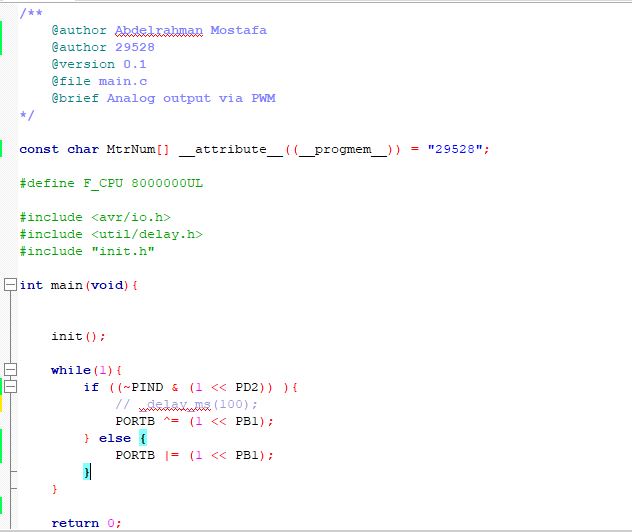 /**
    @author Abdelrahman Mostafa
    @author 29528
    @version 0.1
    @file main.c
    @brief Analog output via PWM
*/
const char MtrNum[] __attribute__((__progmem__)) = "29528";
#define F_CPU 8000000UL
#include <avr/io.h>
#include <util/delay.h>
#include "init.h"
int main(void){
    init();
    while(1){
        if ((~PIND & (1 << PD2)) ){
            // _delay_ms(100);
            PORTB ^= (1 << PB1);
        } else {
            PORTB |= (1 << PB1);
        }
    }
    return 0;